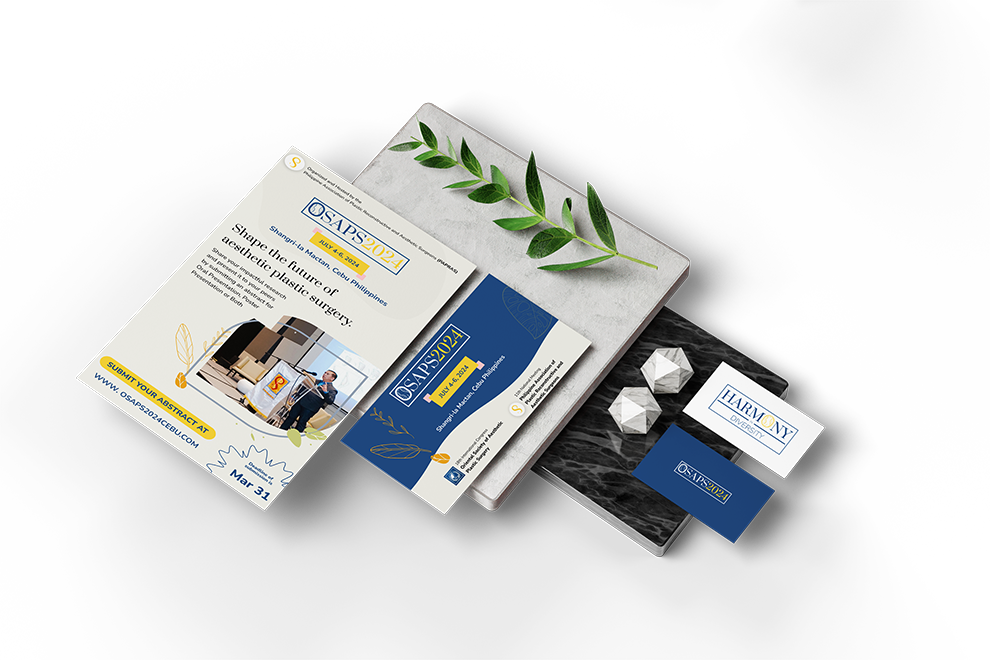 Organized and Hosted by the
Philippine Association of Plastic Reconstructive and Aesthetic Surgeons (PAPRAS)
OSAPS2024
JULY 4-6, 2024
Shangri-la Mactan, Cebu Philippines
Shape the future of
aesthetic plastic surgery.
Share your impactful research
and present it to your peers
by submitting an abstract for
Oral Presentation, Poster
Presentation or Both
SUBMIT YOUR ABSTRACT AT
WWW. OSAPS2024CEBU.COM
Deadline of
Submission is
Mar 31
OSAPS2024
JULY 4-6, 2024
Shangri-la Mactan, Cebu Philippines
Philippine Association of
Plastic Reconstructive and
Aesthetic Surgeons
Oriental Society of Aesthetic
Plastic Surgery
HARMONY
DIVERSITY
OSAPS2024